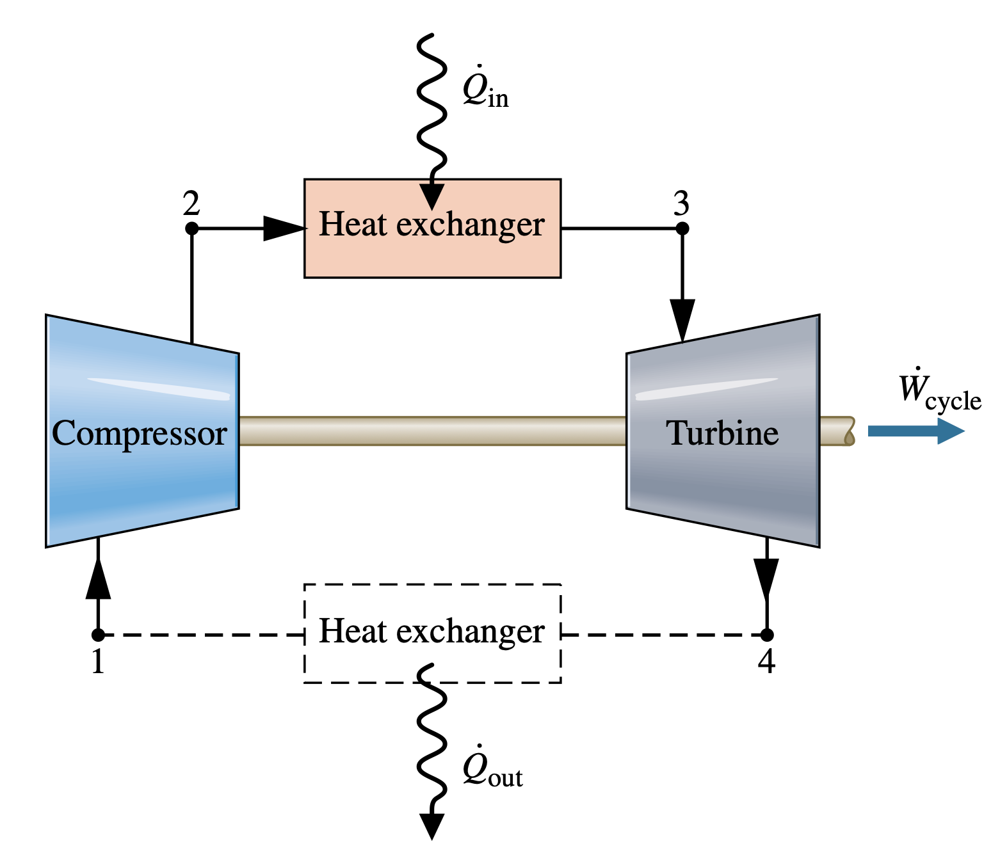 Q̇in
2
3
Heat exchanger
Ẇcycle
Compressor
Turbine
Heat exchanger
1
4
Q̇out